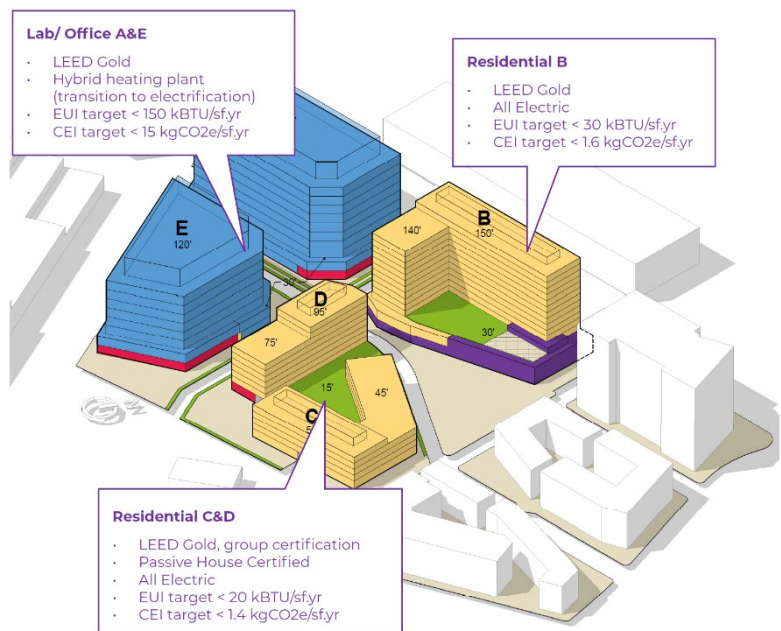 Lab/ Office A&E
· LEED Gold
· Hybrid heating plant
(transition to electrification)
· EUI target < 150 kBTU/sf.yr
· CEI target < 15 kgCO2e/sf.yr
Residential B
· LEED Gold
· All Electric
· EUI target < 30 kBTU/sf.yr
· CEI target < 1.6 kgCO2e/sf.yr
E
120'
B
150'
140'
30'
D
95'
75'
30'
15'
45'
C
Residential C&D
· LEED Gold, group certification
· Passive House Certified
· All Electric
· EUI target < 20 kBTU/sf.yr
· CEI target < 1.4 kgCO2e/sf.yr